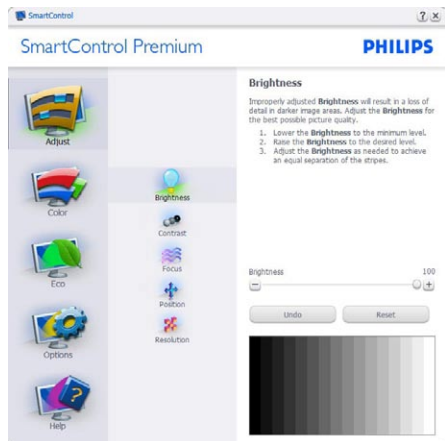 SmartControl
? x
SmartControl Premium
PHILIPS
Adjust
Color
Eco
Options
Help
Brightness
Contrast
Focus
Position
Resolution
Brightness
Improperly adjusted Brightness will result in a loss of
detail in darker image areas. Adjust the Brightness for
the best possible picture quality.
1. Lower the Brightness to the minimum level.
2. Raise the Brightness to the desired level.
3. Adjust the Brightness as needed to achieve
an equal separation of the stripes.
Brightness 100
Undo Reset